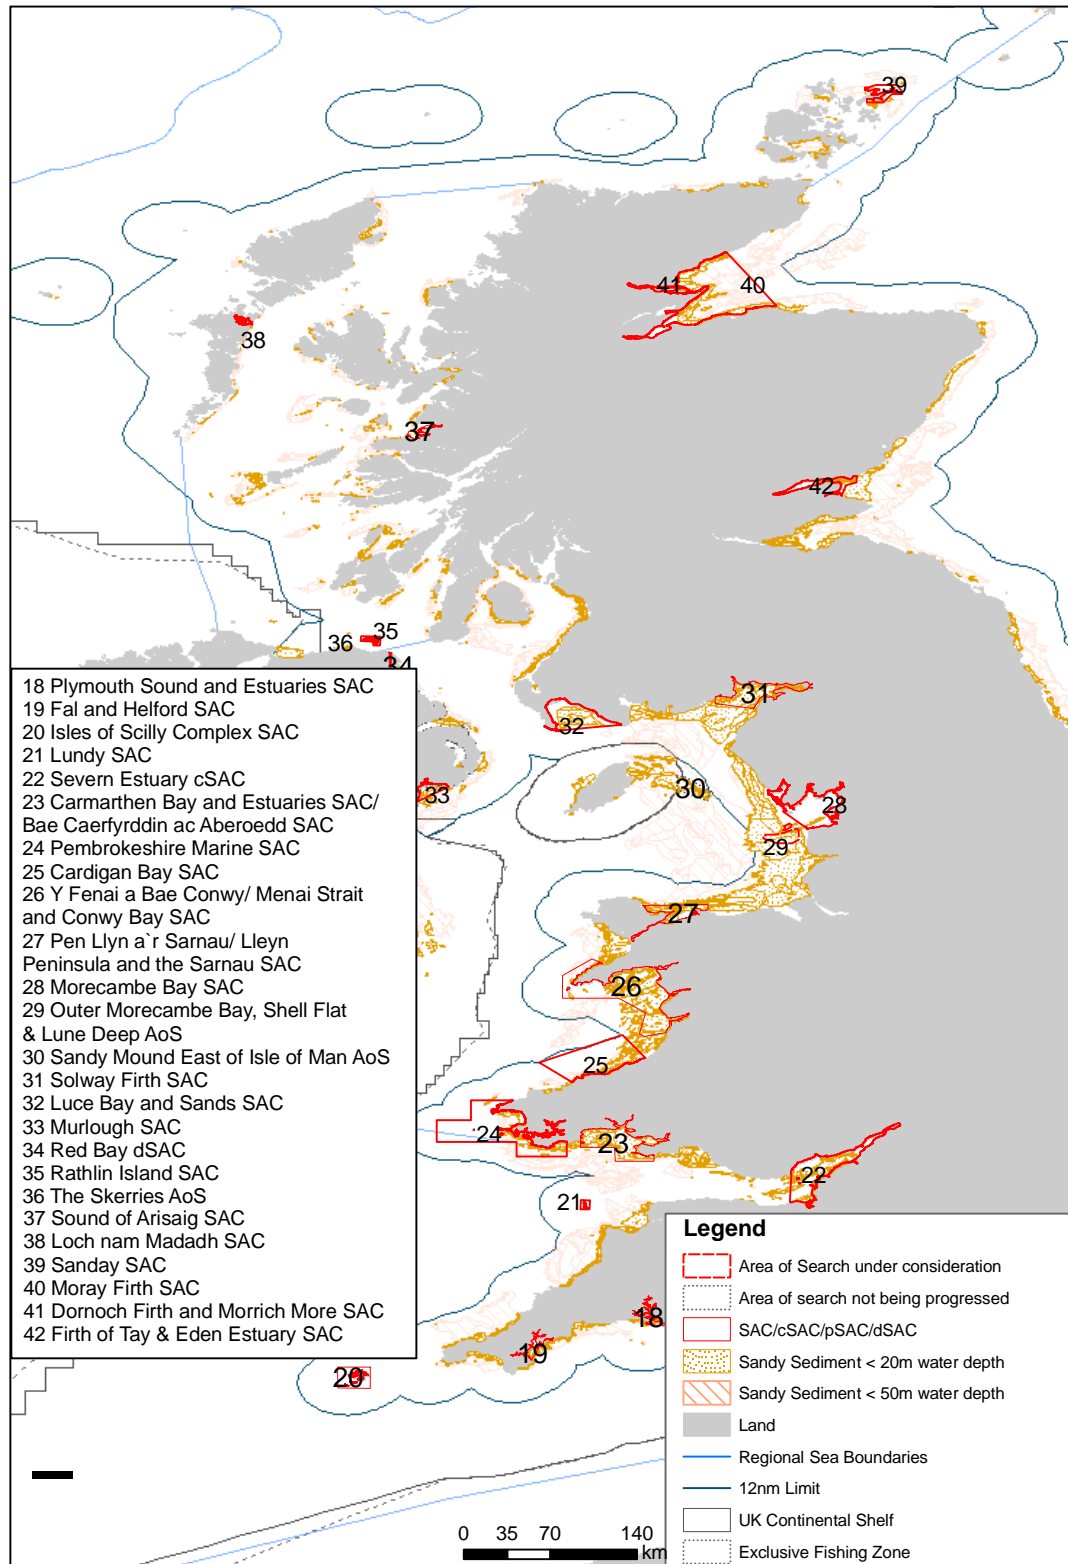 39
41
40
38
37
42
36
35
34
18 Plymouth Sound and Estuaries SAC
19 Fal and Helford SAC
20 Isles of Scilly Complex SAC
21 Lundy SAC
22 Severn Estuary cSAC
23 Carmarthen Bay and Estuaries SAC/
Bae Caerfyrddin ac Aberoedd SAC
24 Pembrokeshire Marine SAC
25 Cardigan Bay SAC
26 Y Fenai a Bae Conwy/ Menai Strait
and Conwy Bay SAC
27 Pen Llyn a`r Sarnau/ Lleyn
Peninsula and the Sarnau SAC
28 Morecambe Bay SAC
29 Outer Morecambe Bay, Shell Flat
& Lune Deep AoS
30 Sandy Mound East of Isle of Man AoS
31 Solway Firth SAC
32 Luce Bay and Sands SAC
33 Murlough SAC
34 Red Bay dSAC
35 Rathlin Island SAC
36 The Skerries AoS
37 Sound of Arisaig SAC
38 Loch nam Madadh SAC
39 Sanday SAC
40 Moray Firth SAC
41 Dornoch Firth and Morrich More SAC
42 Firth of Tay & Eden Estuary SAC
31
32
30
33
28
29
27
26
25
24
23
22
21
18
19
20
Legend
Area of Search under consideration
Area of search not being progressed
SAC/cSAC/pSAC/dSAC
Sandy Sediment < 20m water depth
Sandy Sediment < 50m water depth
Land
Regional Sea Boundaries
12nm Limit
UK Continental Shelf
Exclusive Fishing Zone
0 35 70 140
km